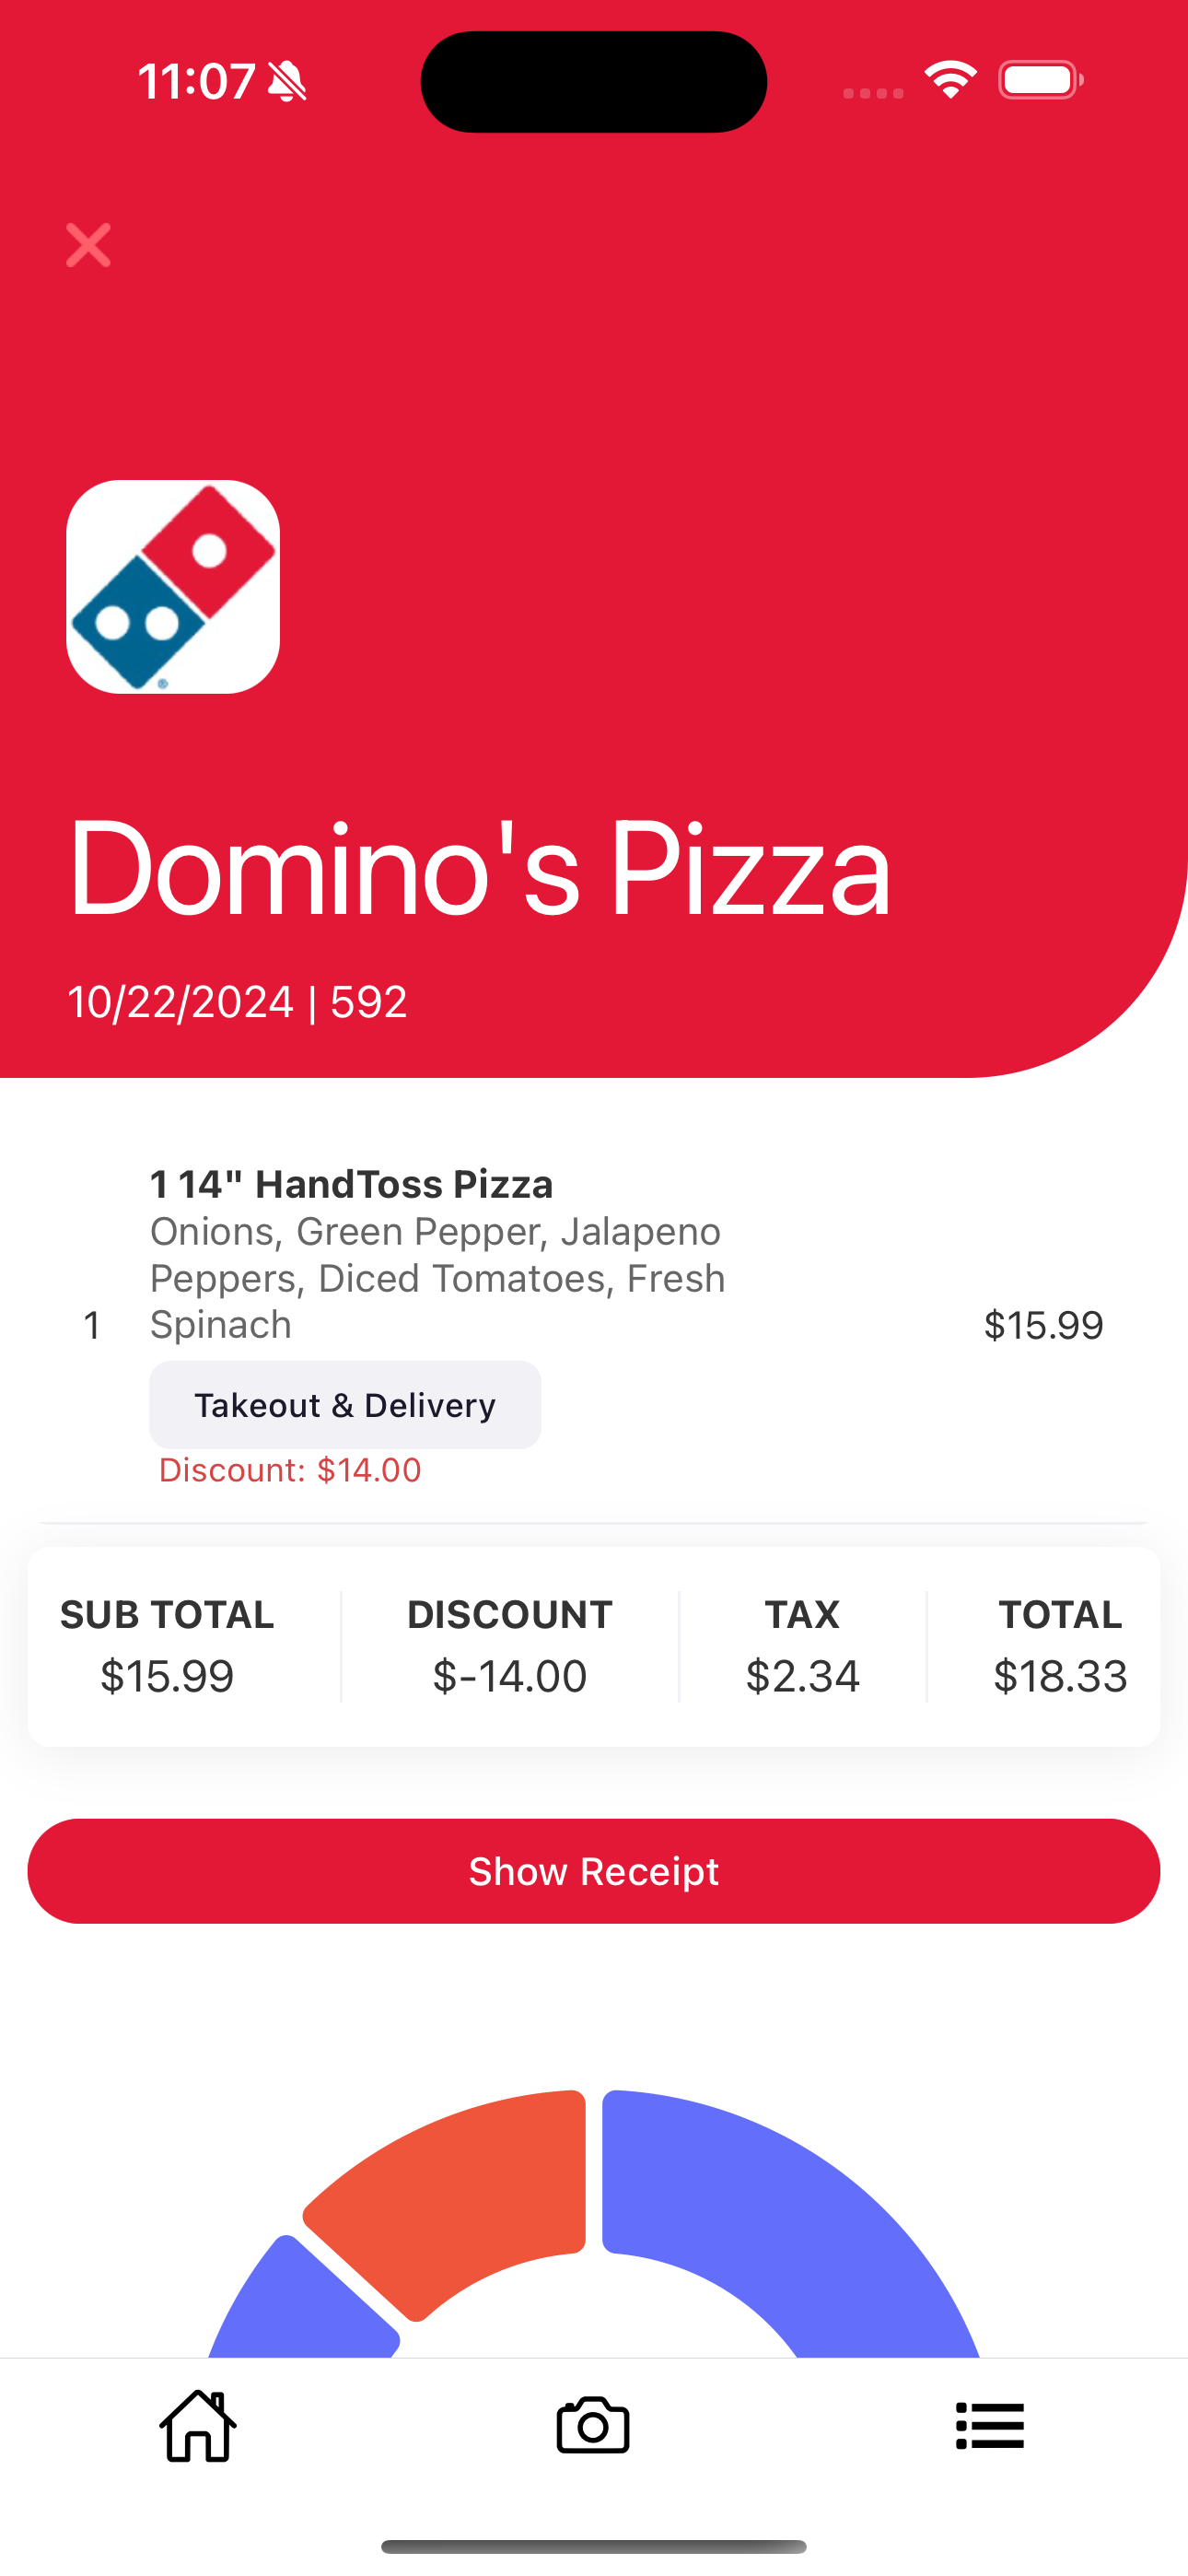 11:07
Domino's Pizza
10/22/2024 | 592
1 14" HandToss Pizza
Onions, Green Pepper, Jalapeno
Peppers, Diced Tomatoes, Fresh
1 Spinach $15.99
Takeout & Delivery
Discount: $14.00
SUB TOTAL DISCOUNT TAX TOTAL
$15.99 $-14.00 $2.34 $18.33
Show Receipt